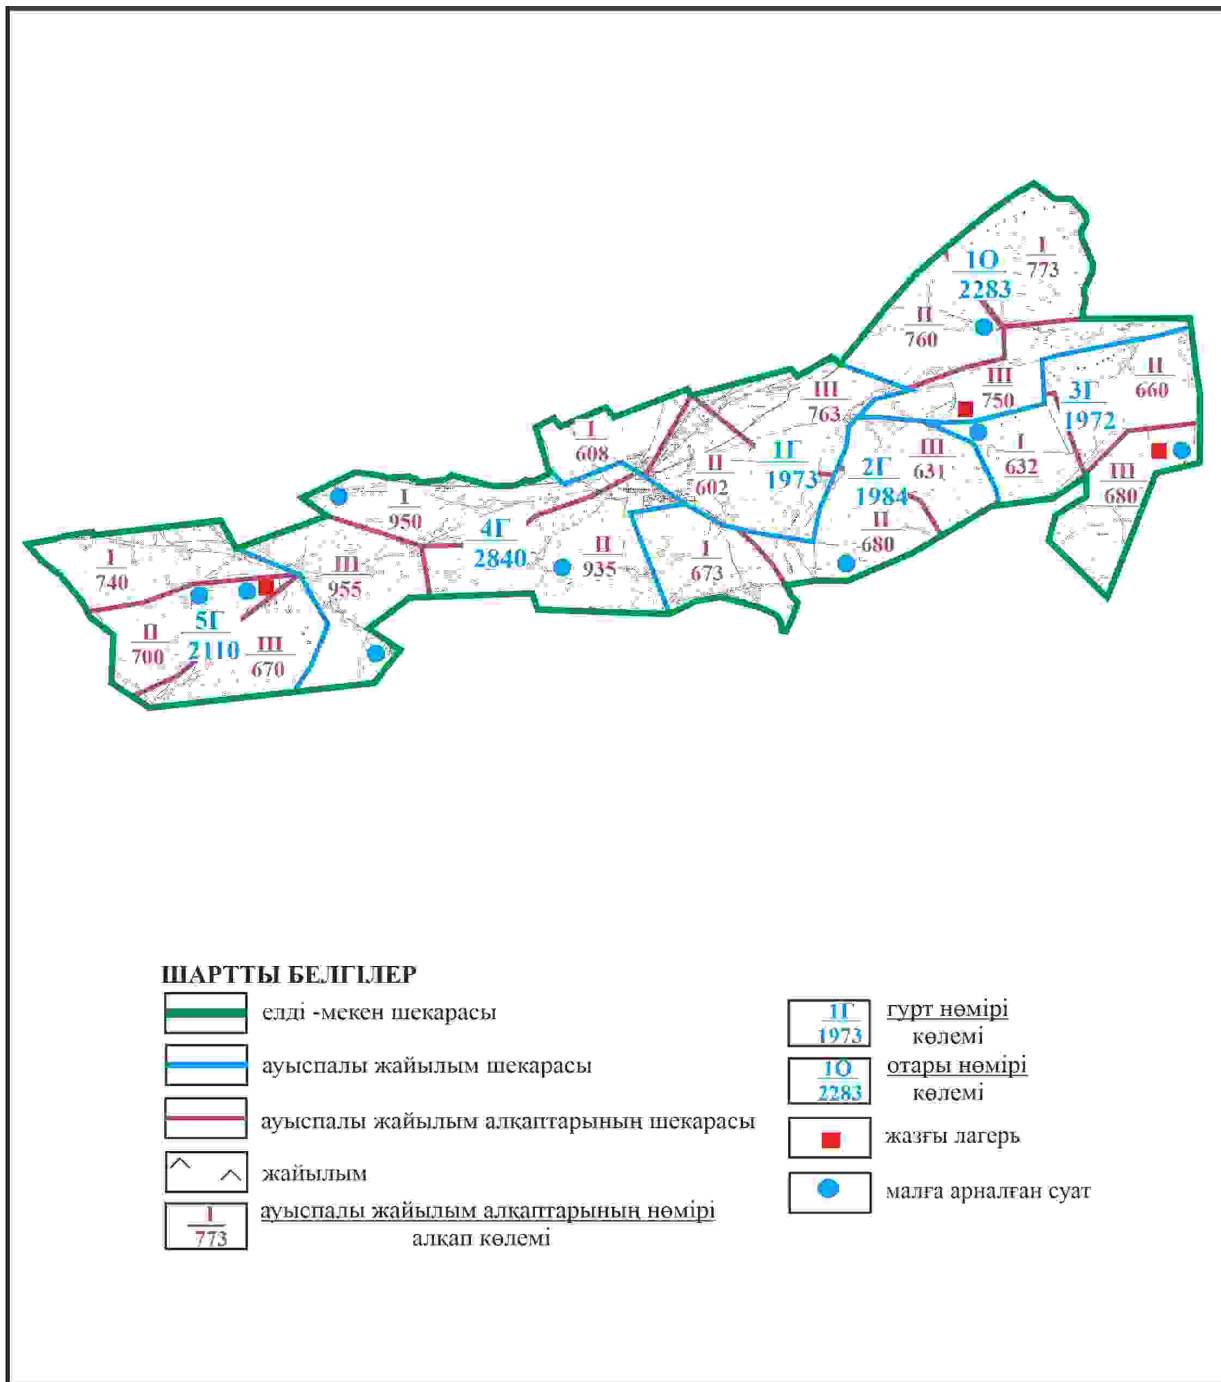 I
773
1О
2283
II
760
III
750
3Г
1972
II
660
III
763
I
608
II
602
1Г
1973
2Г
1984
III
631
I
632
III
680
II
680
I
950
4Г
2840
II
935
I
673
I
740
III
955
II
700
5Г
2110
III
670
ШАРТТЫ БЕЛГІЛЕР
елді -мекен шекарасы
ауыспалы жайылым шекарасы
ауыспалы жайылым алқаптарының шекарасы
жайылым
I
773
ауыспалы жайылым алқаптарының нөмірі
алқап көлемі
1Г
1973
гурт нөмірі
көлемі
1О
2283
отары нөмірі
көлемі
жазғы лагерь
малға арналған суат